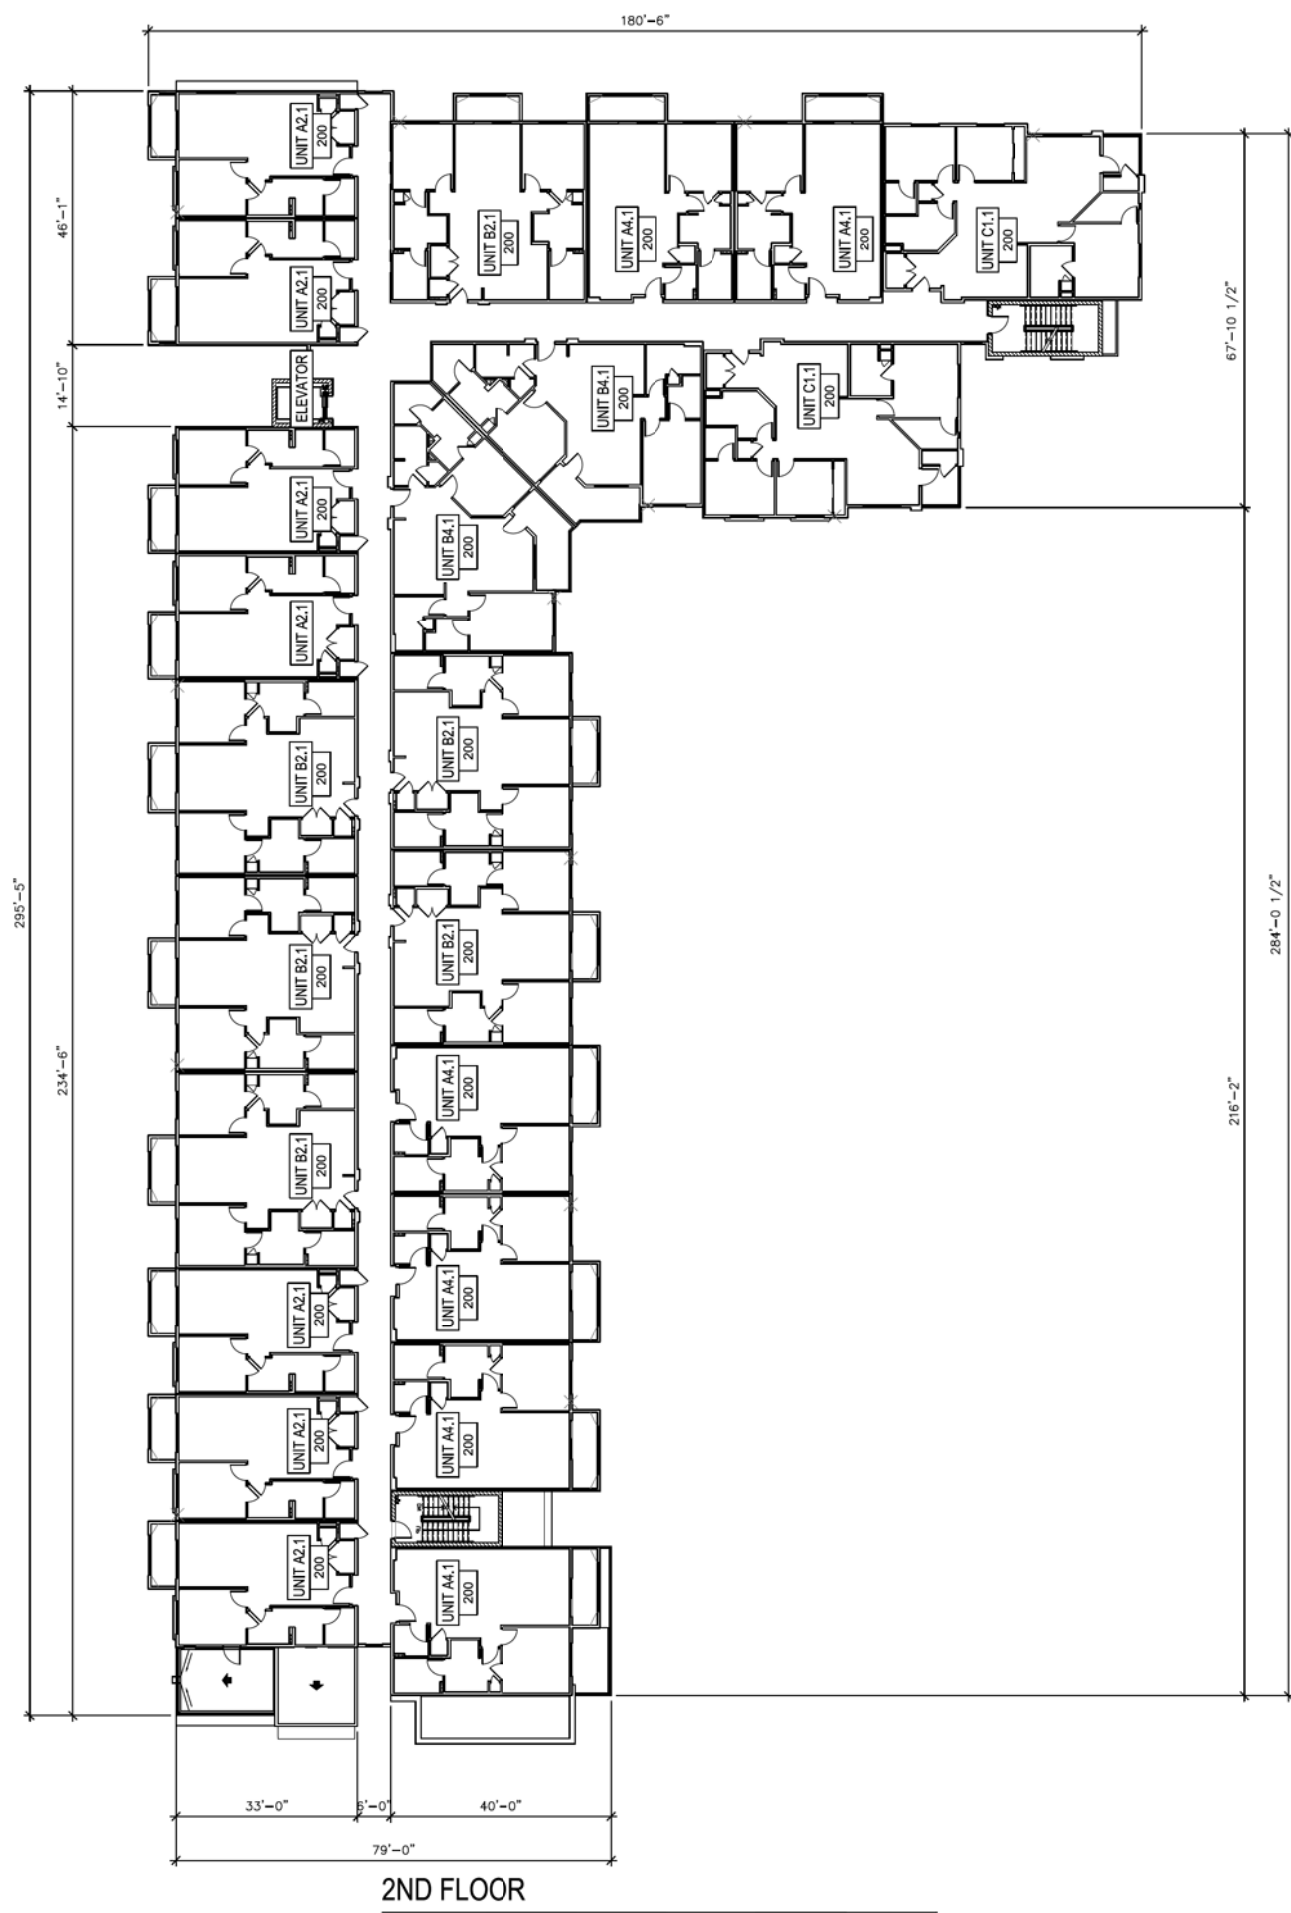 180'-6"
UNIT A2.1
200
UNIT B2.1
200
UNIT A4.1
200
UNIT A4.1
200
UNIT C1.1
200
46'-1"
UNIT A2.1
200
67'-10 1/2"
14'-10"
ELEVATOR
UNIT B4.1
200
UNIT C1.1
200
UNIT A2.1
200
UNIT B4.1
200
UNIT A2.1
200
UNIT B2.1
200
UNIT B2.1
200
295'-5"
284'-0 1/2"
UNIT B2.1
200
UNIT B2.1
200
234'-6"
216'-2"
UNIT A4.1
200
UNIT B2.1
200
UNIT A2.1
200
UNIT A4.1
200
UNIT A2.1
200
UNIT A4.1
200
UNIT A2.1
200
UNIT A4.1
200
33'-0"
6'-0"
40'-0"
79'-0"
2ND FLOOR